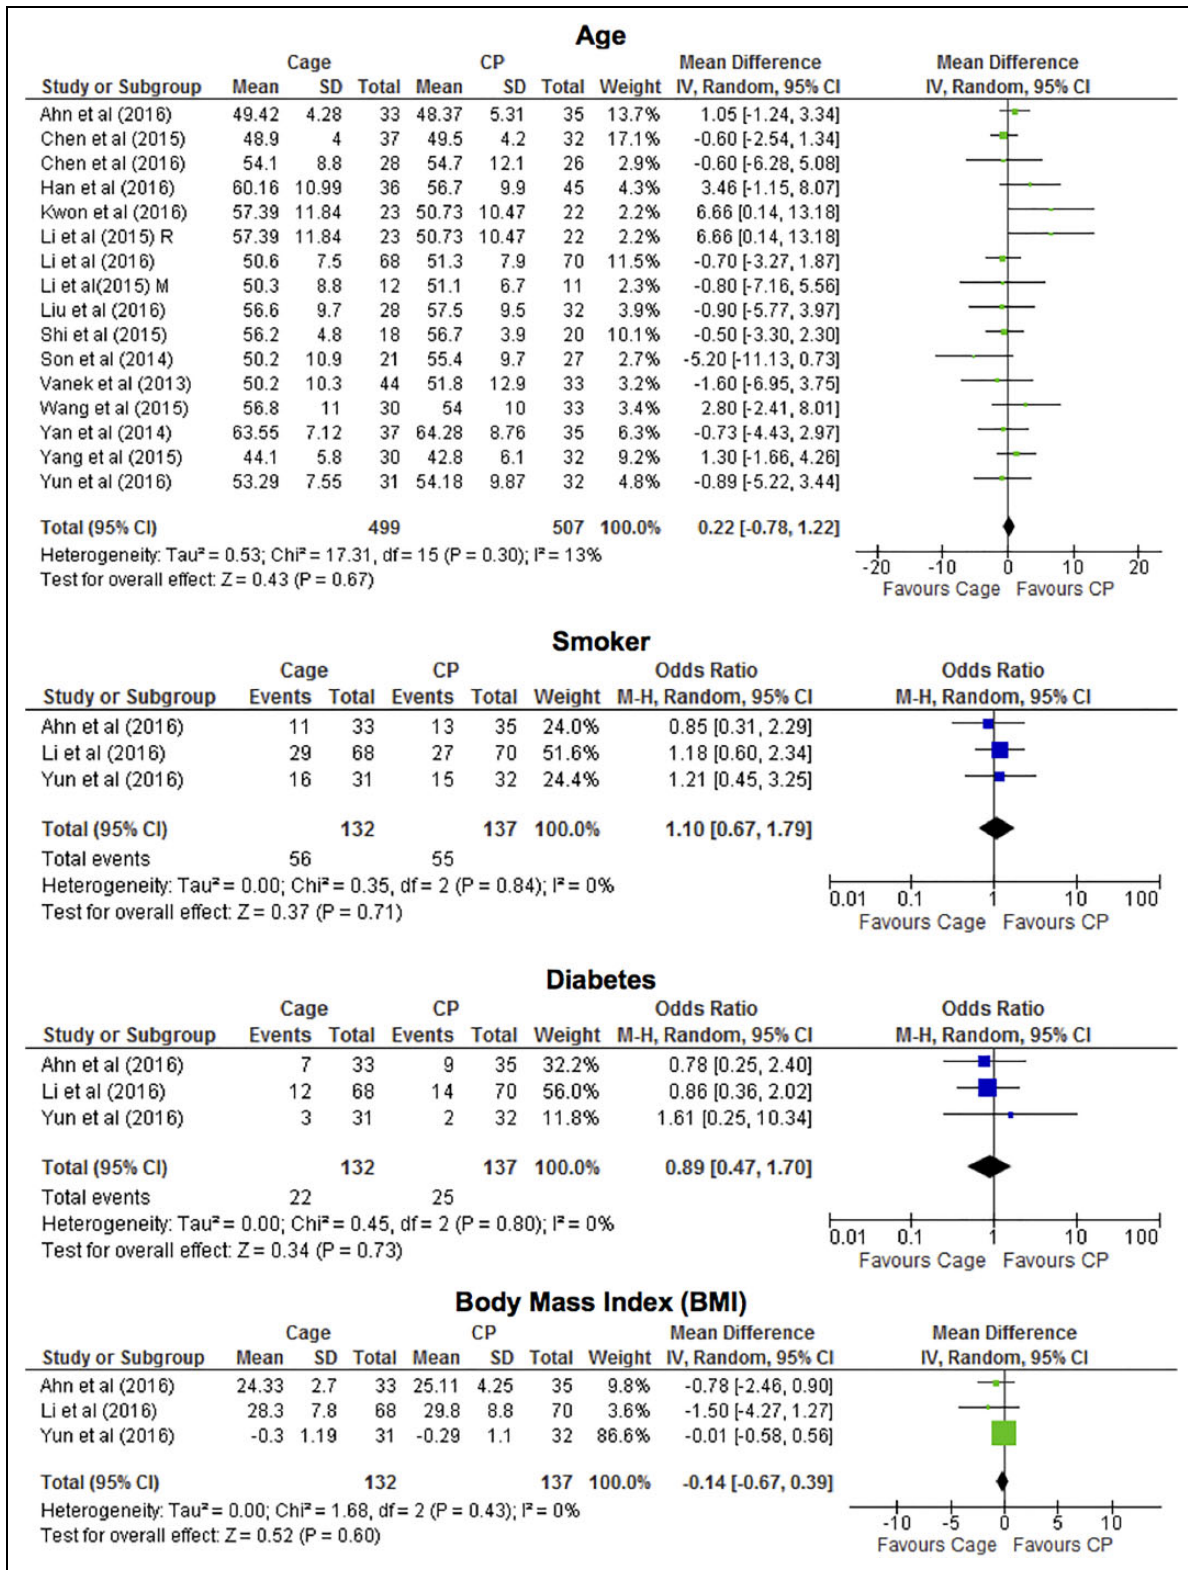 Age
Cage CP Mean Difference Mean Difference
Study or Subgroup Mean SD Total Mean SD Total Weight IV, Random, 95% CI IV, Random, 95% CI
Ahn et al (2016) 49.42 4.28 33 48.37 5.31 35 13.7% 1.05 [-1.24, 3.34]
Chen et al (2015) 48.9 4 37 49.5 4.2 32 17.1% -0.60 [-2.54, 1.34]
Chen et al (2016) 54.1 8.8 28 54.7 12.1 26 2.9% -0.60 [-6.28, 5.08]
Han et al (2016) 60.16 10.99 36 56.7 9.9 45 4.3% 3.46 [-1.15, 8.07]
Kwon et al (2016) 57.39 11.84 23 50.73 10.47 22 2.2% 6.66 [0.14, 13.18]
Li et al (2015) R 57.39 11.84 23 50.73 10.47 22 2.2% 6.66 [0.14, 13.18]
Li et al (2016) 50.6 7.5 68 51.3 7.9 70 11.5% -0.70 [-3.27, 1.87]
Li et al(2015) M 50.3 8.8 12 51.1 6.7 11 2.3% -0.80 [-7.16, 5.56]
Liu et al (2016) 56.6 9.7 28 57.5 9.5 32 3.9% -0.90 [-5.77, 3.97]
Shi et al (2015) 56.2 4.8 18 56.7 3.9 20 10.1% -0.50 [-3.30, 2.30]
Son et al (2014) 50.2 10.9 21 55.4 9.7 27 2.7% -5.20 [-11.13, 0.73]
Vanek et al (2013) 50.2 10.3 44 51.8 12.9 33 3.2% -1.60 [-6.95, 3.75]
Wang et al (2015) 56.8 11 30 54 10 33 3.4% 2.80 [-2.41, 8.01]
Yan et al (2014) 63.55 7.12 37 64.28 8.76 35 6.3% -0.73 [-4.43, 2.97]
Yang et al (2015) 44.1 5.8 30 42.8 6.1 32 9.2% 1.30 [-1.66, 4.26]
Yun et al (2016) 53.29 7.55 31 54.18 9.87 32 4.8% -0.89 [-5.22, 3.44]
Total (95% CI) 499 507 100.0% 0.22 [-0.78, 1.22]
Heterogeneity: Tau² = 0.53; Chi² = 17.31, df = 15 (P = 0.30); I² = 13%
Test for overall effect: Z = 0.43 (P = 0.67)
-20 -10 0 10 20
Favours Cage Favours CP
Smoker
Cage CP Odds Ratio Odds Ratio
Study or Subgroup Events Total Events Total Weight M-H, Random, 95% CI M-H, Random, 95% CI
Ahn et al (2016) 11 33 13 35 24.0% 0.85 [0.31, 2.29]
Li et al (2016) 29 68 27 70 51.6% 1.18 [0.60, 2.34]
Yun et al (2016) 16 31 15 32 24.4% 1.21 [0.45, 3.25]
Total (95% CI) 132 137 100.0% 1.10 [0.67, 1.79]
Total events 56 55
Heterogeneity: Tau² = 0.00; Chi² = 0.35, df = 2 (P = 0.84); I² = 0%
Test for overall effect: Z = 0.37 (P = 0.71)
0.01 0.1 1 10 100
Favours Cage Favours CP
Diabetes
Cage CP Odds Ratio Odds Ratio
Study or Subgroup Events Total Events Total Weight M-H, Random, 95% CI M-H, Random, 95% CI
Ahn et al (2016) 7 33 9 35 32.2% 0.78 [0.25, 2.40]
Li et al (2016) 12 68 14 70 56.0% 0.86 [0.36, 2.02]
Yun et al (2016) 3 31 2 32 11.8% 1.61 [0.25, 10.34]
Total (95% CI) 132 137 100.0% 0.89 [0.47, 1.70]
Total events 22 25
Heterogeneity: Tau² = 0.00; Chi² = 0.45, df = 2 (P = 0.80); I² = 0%
Test for overall effect: Z = 0.34 (P = 0.73)
0.01 0.1 1 10 100
Favours Cage Favours CP
Body Mass Index (BMI)
Cage CP Mean Difference Mean Difference
Study or Subgroup Mean SD Total Mean SD Total Weight IV, Random, 95% CI IV, Random, 95% CI
Ahn et al (2016) 24.33 2.7 33 25.11 4.25 35 9.8% -0.78 [-2.46, 0.90]
Li et al (2016) 28.3 7.8 68 29.8 8.8 70 3.6% -1.50 [-4.27, 1.27]
Yun et al (2016) -0.3 1.19 31 -0.29 1.1 32 86.6% -0.01 [-0.58, 0.56]
Total (95% CI) 132 137 100.0% -0.14 [-0.67, 0.39]
Heterogeneity: Tau² = 0.00; Chi² = 1.68, df = 2 (P = 0.43); I² = 0%
Test for overall effect: Z = 0.52 (P = 0.60)
-10 -5 0 5 10
Favours Cage Favours CP